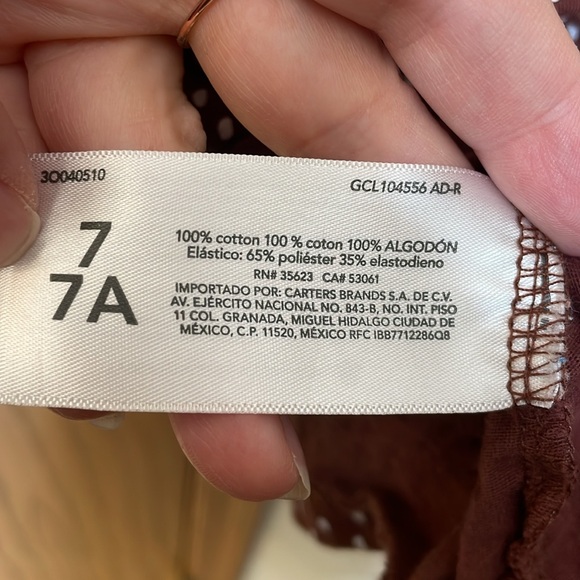 3O040510
GCL104556 AD-R
7
7A
100% cotton 100 % coton 100% ALGODÓN
Elástico: 65% poliéster 35% elastodieno
RN# 35623 CA# 53061
IMPORTADO POR: CARTERS BRANDS S.A. DE C.V.
AV. EJÉRCITO NACIONAL NO. 843-B, NO. INT. PISO
11 COL. GRANADA, MIGUEL HIDALGO CIUDAD DE
MÉXICO, C.P. 11520, MÉXICO RFC IBB7712286Q8